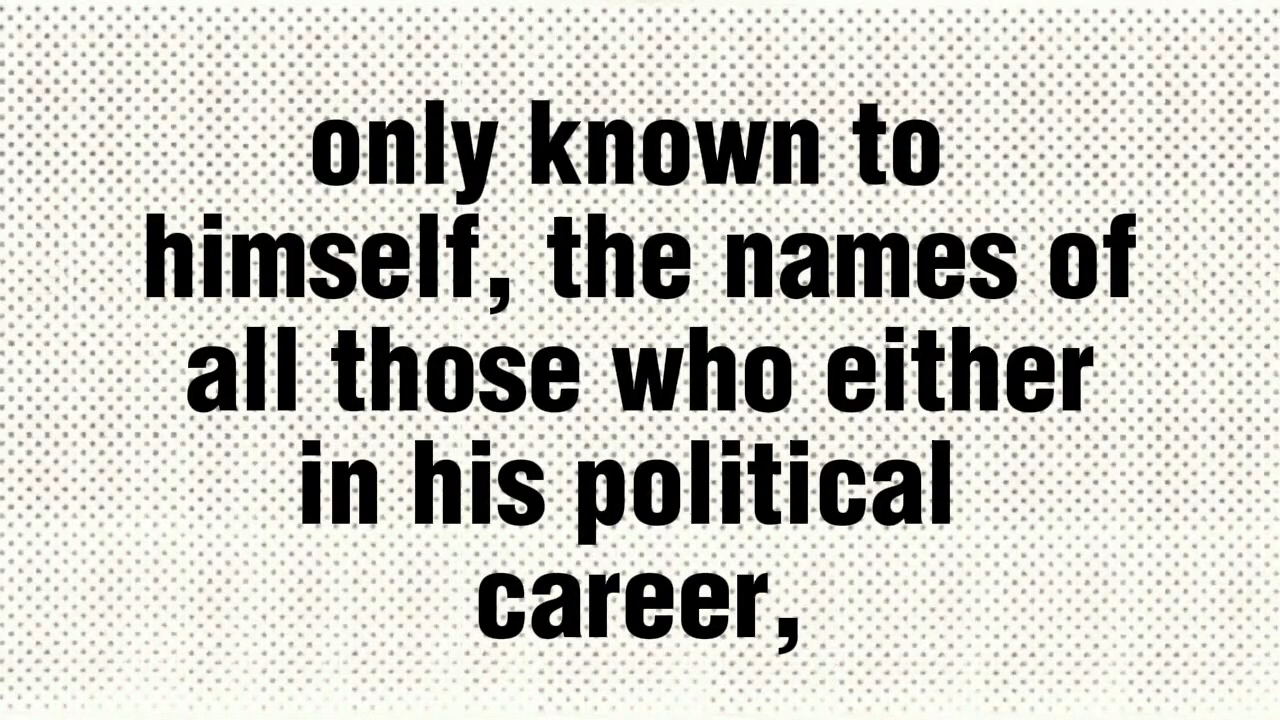 only known to
himself, the names of
all those who either
in his political
career,